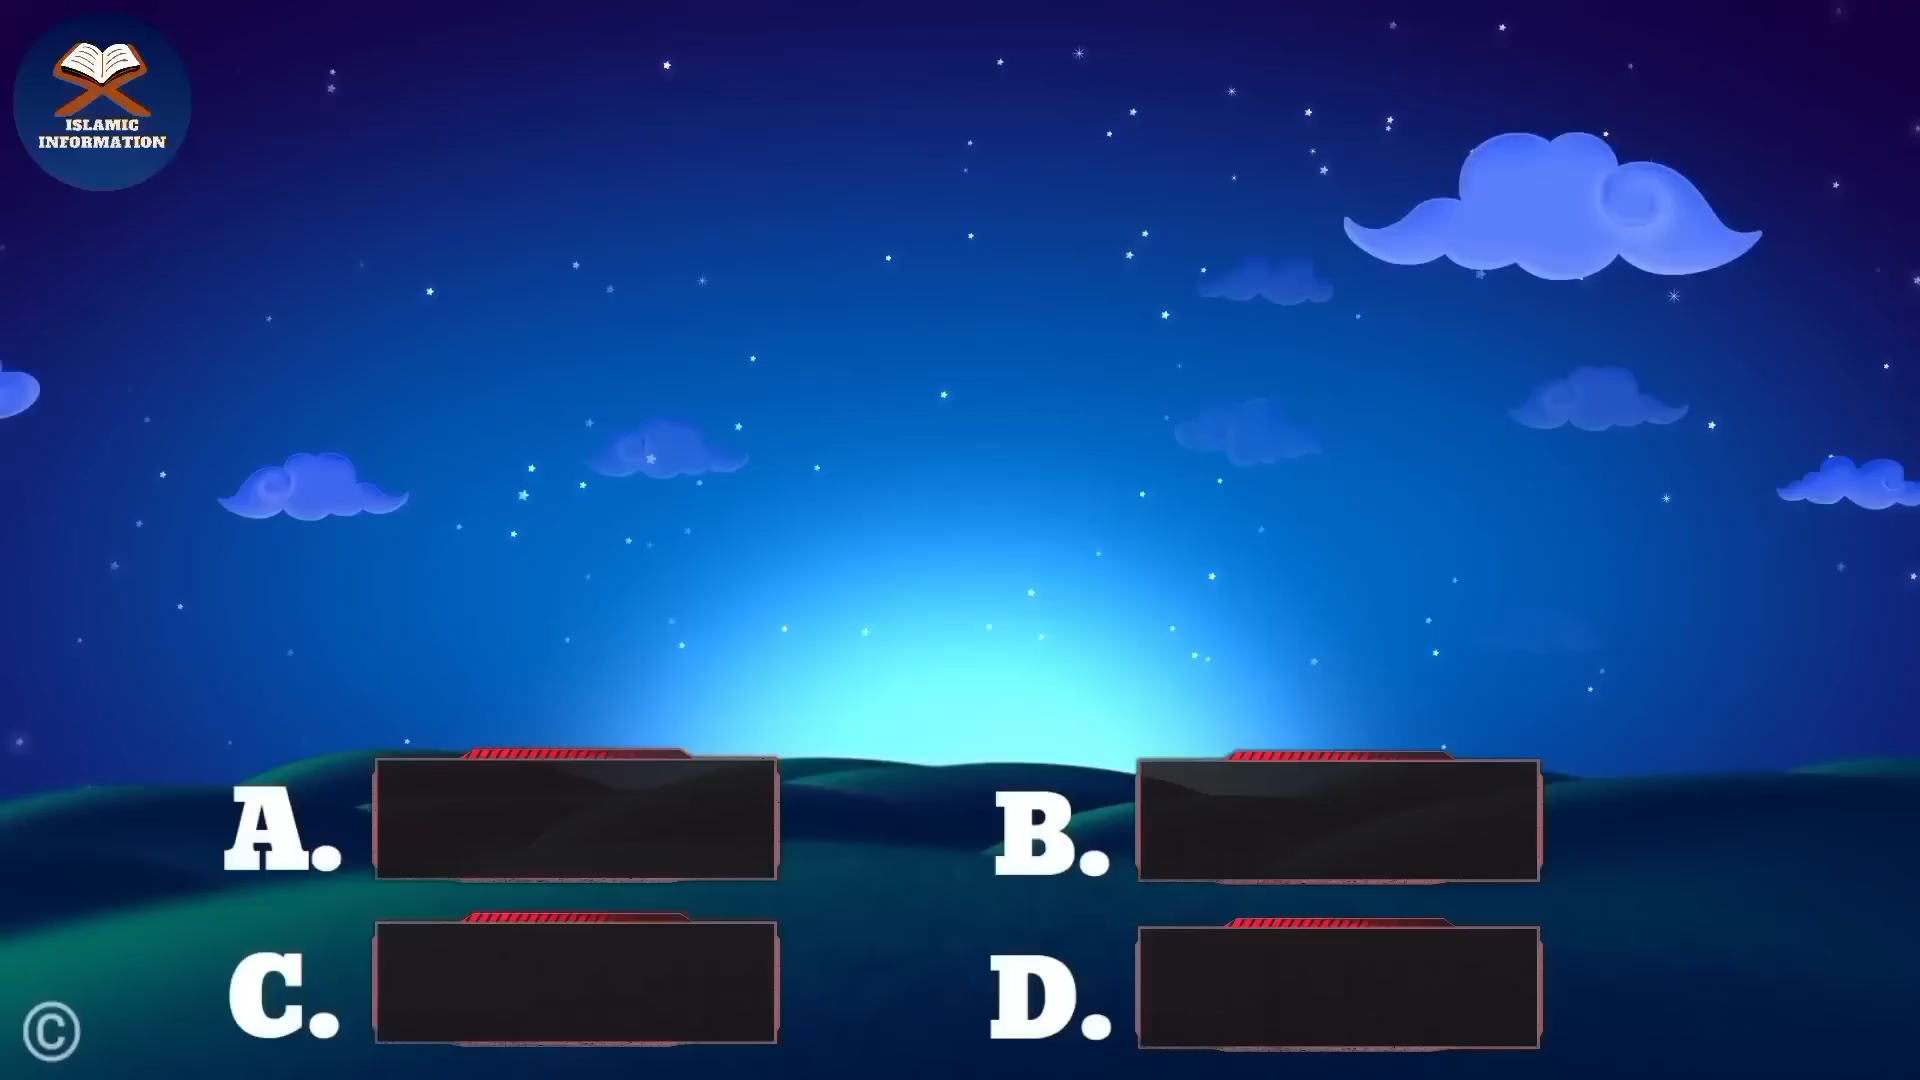 ISLAMIC
INFORMATION
A.
B.
C.
D.
©